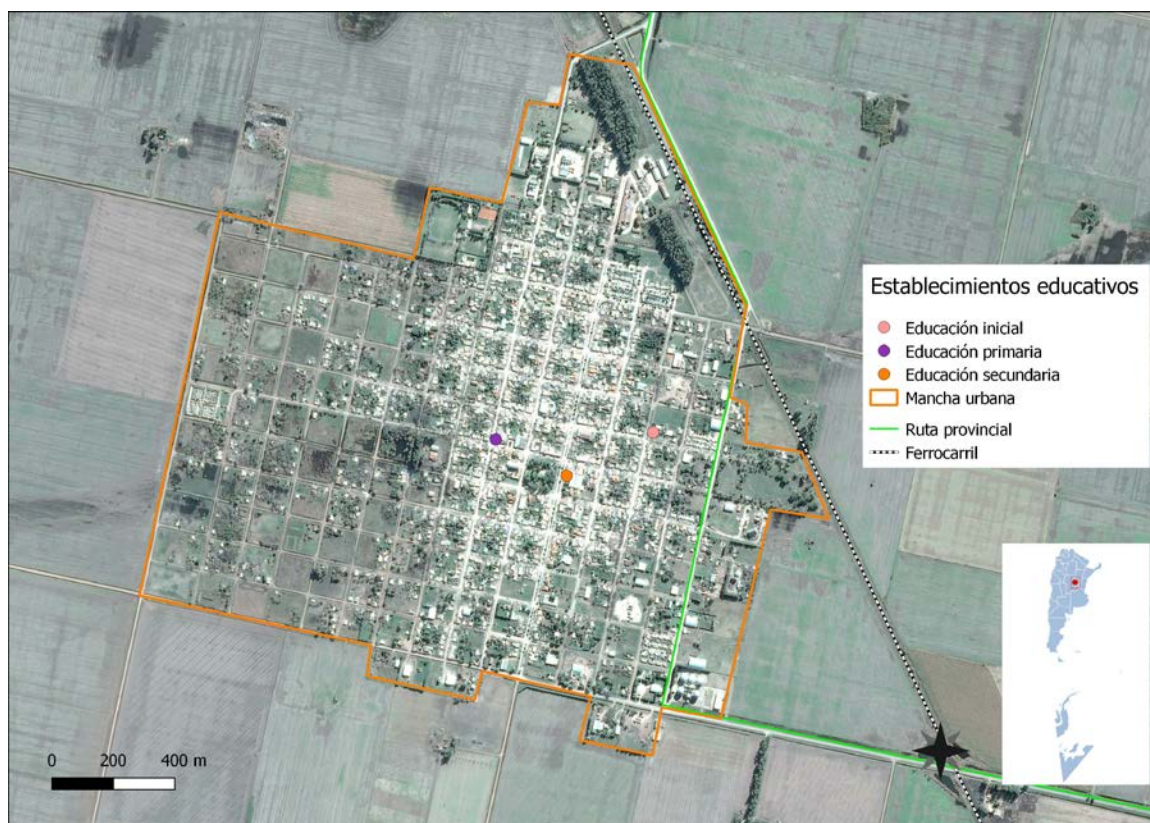 Establecimientos educativos
Educación inicial
Educación primaria
Educación secundaria
Mancha urbana
Ruta provincial
Ferrocarril
0 200 400 m